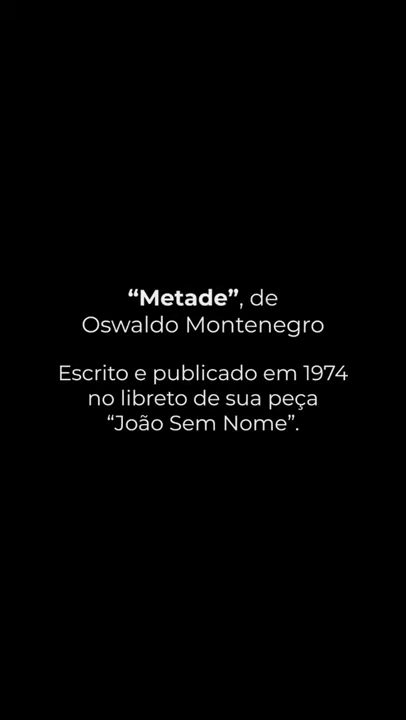 “Metade”, de
Oswaldo Montenegro
Escrito e publicado em 1974
no libreto de sua peça
“João Sem Nome”.